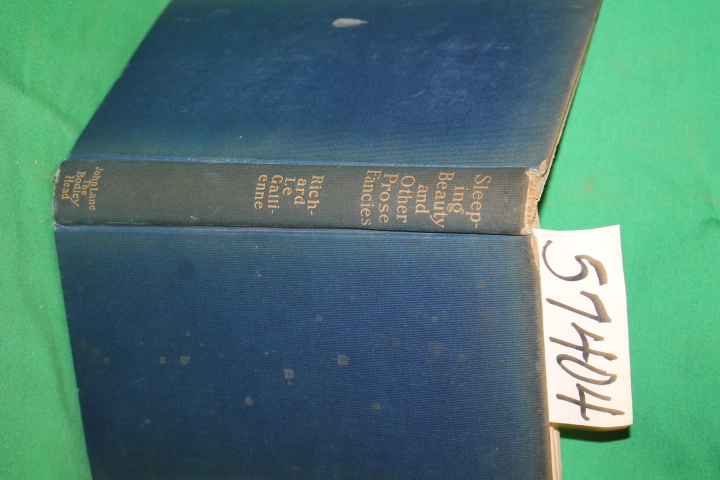 Sleep-
ing
Beauty
and
Other
Prose
Fancies
Rich-
ard
Le
Galli-
enne
John Lane
The
Bodley
Head
57404